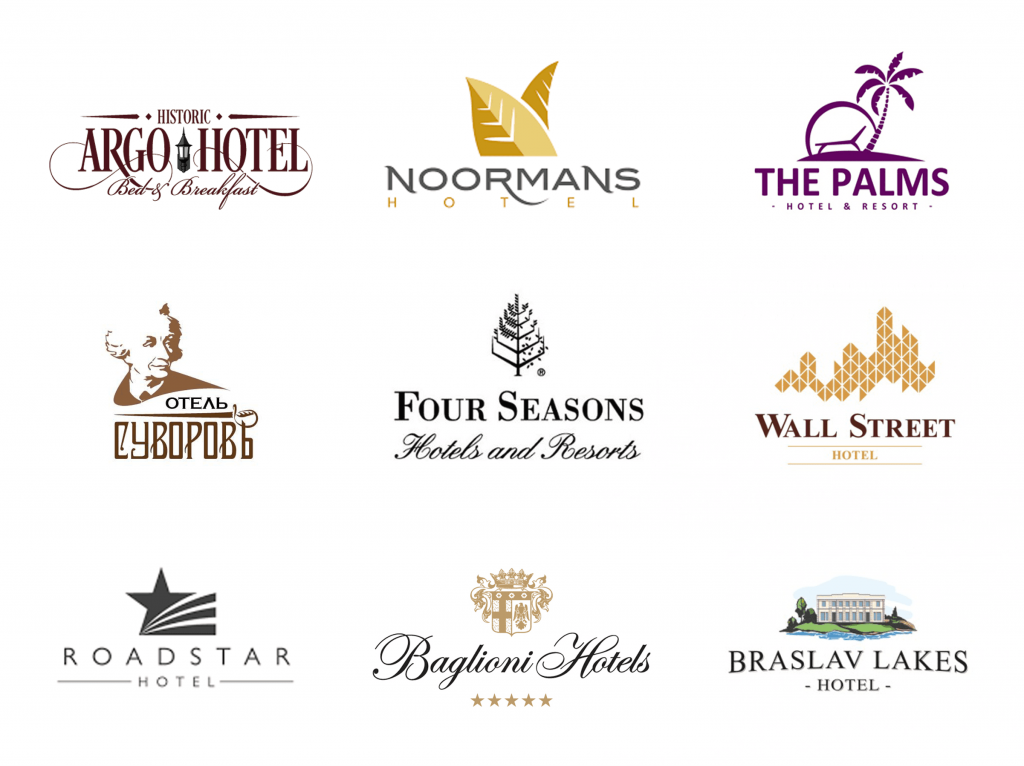 HISTORIC
ARGO HOTEL
Bed & Breakfast
NOORMANS
HOTEL
THE PALMS
- HOTEL & RESORT -
ОТЕЛЬ
СУВОРОВЪ
®
FOUR SEASONS
Hotels and Resorts
WALL STREET
HOTEL
ROADSTAR
HOTEL
Baglioni Hotels
BRASLAV LAKES
- HOTEL -